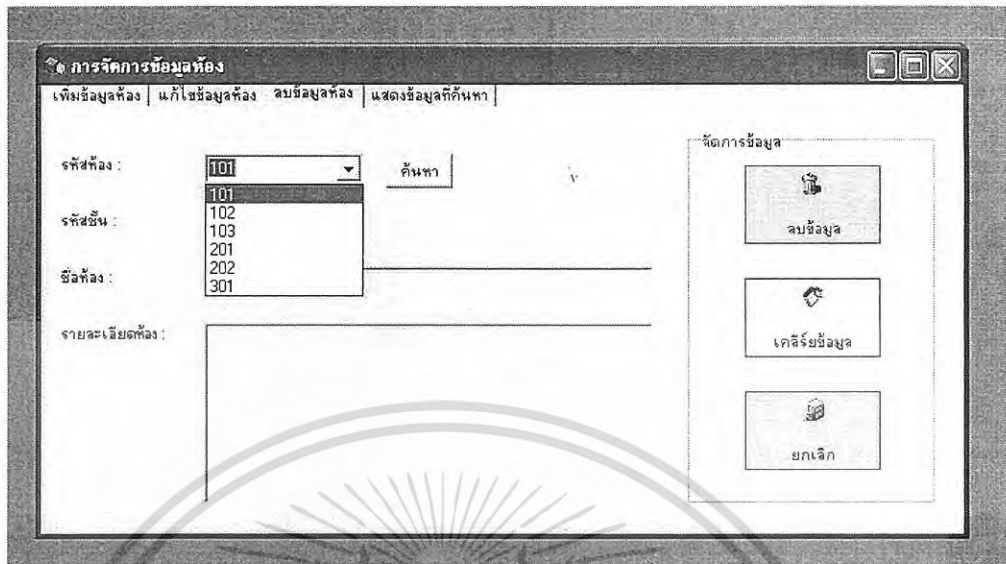 การจัดการข้อมูลห้อง
เพิ่มข้อมูลห้อง แก้ไขข้อมูลห้อง ลบข้อมูลห้อง แสดงข้อมูลที่ค้นหา
รหัสห้อง : 101 ค้นหา
101
102
103
201
202
301
รหัสชั้น :
ชื่อห้อง :
รายละเอียดห้อง :
จัดการข้อมูล
ลบข้อมูล
เคลียร์ข้อมูล
ยกเลิก